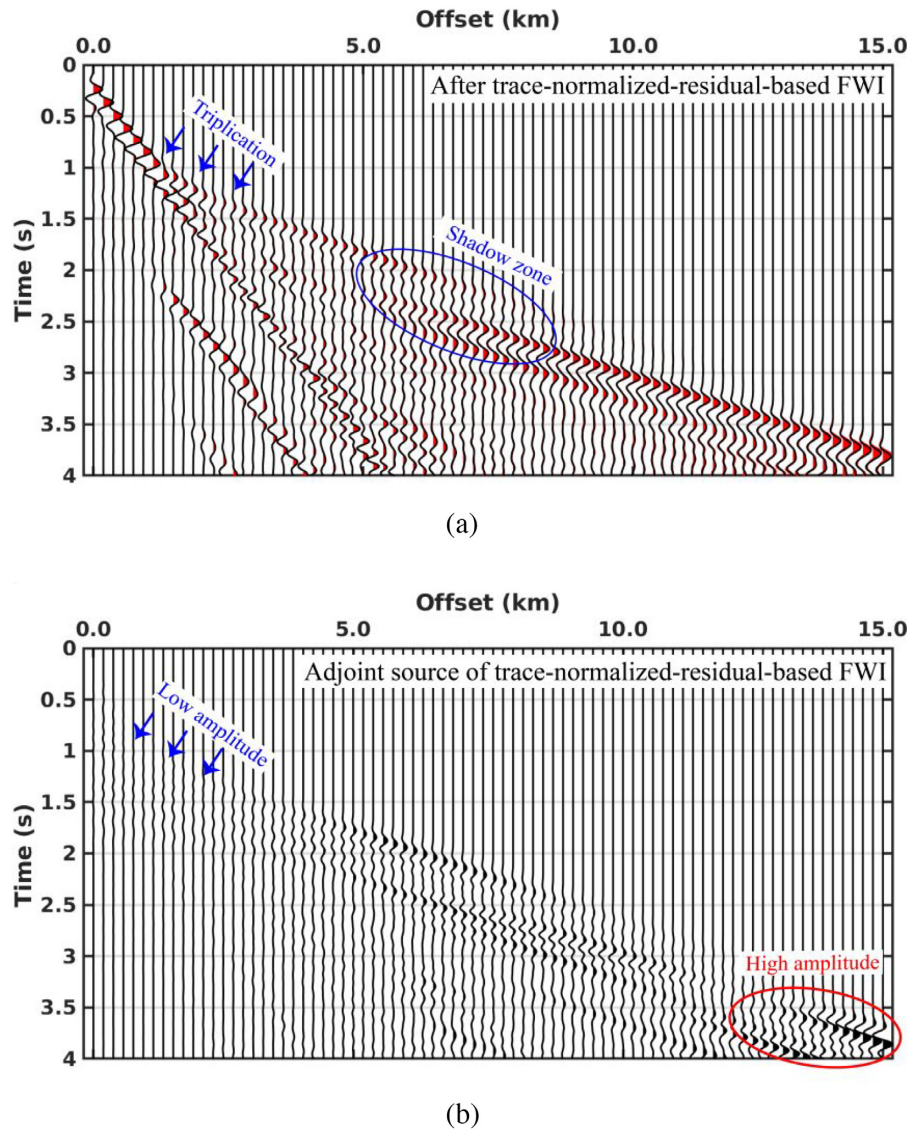 Offset (km)
0.0 5.0 10.0 15.0
0
After trace-normalized-residual-based FWI
0.5
Triplication
1
1.5
Time (s)
Shadow zone
2
2.5
3
3.5
4
(a)
Offset (km)
0.0 5.0 10.0 15.0
0
Adjoint source of trace-normalized-residual-based FWI
0.5
Low amplitude
1
1.5
Time (s)
2
2.5
3
High amplitude
3.5
4
(b)